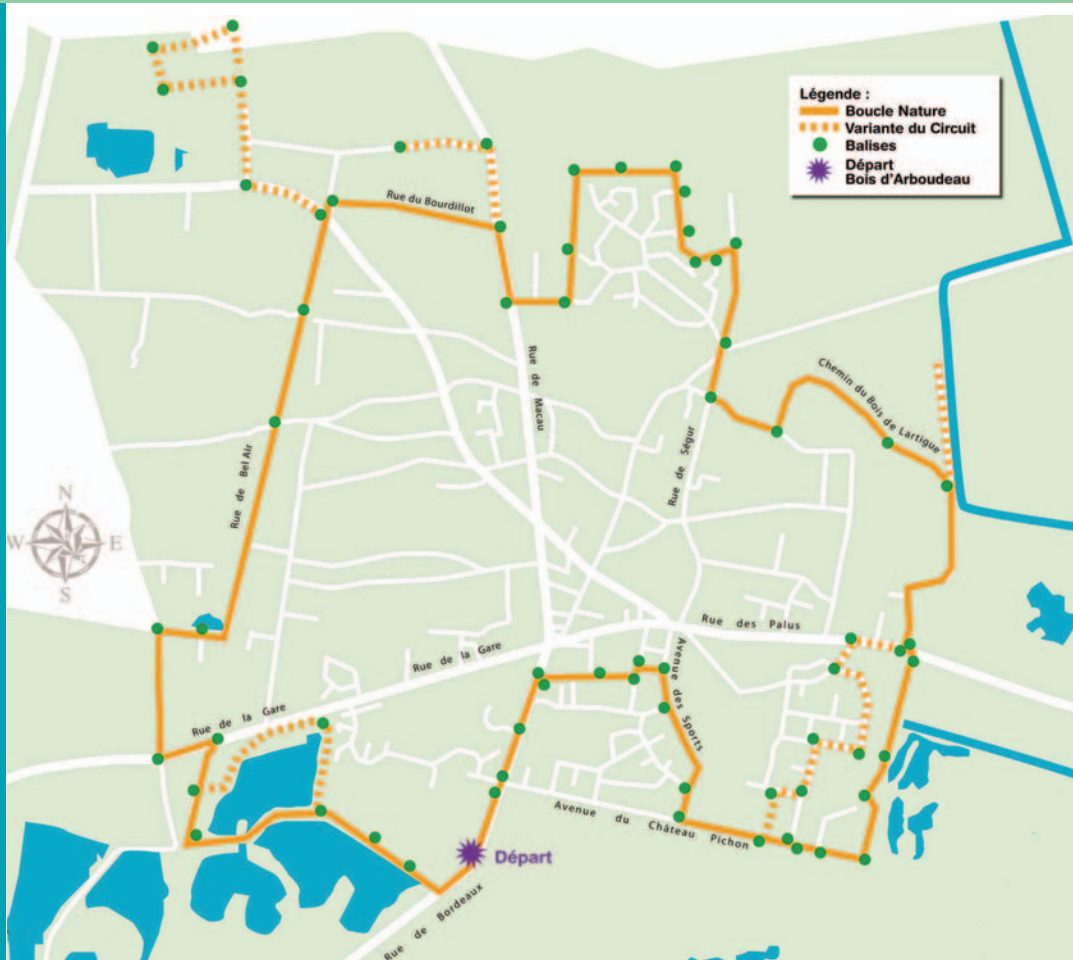 Légende :
Boucle Nature
Variante du Circuit
Balises
Départ
Bois d'Arboudeau
Rue du Bourdillot
Rue de Macau
Chemin du Bois de Lartigue
Rue de Ségur
Rue de Bel Air
N
W E
S
Rue des Palus
Rue de la Gare
Avenue des Sports
Rue de la Gare
Avenue du Château Pichon
Départ
Rue de Bordeaux